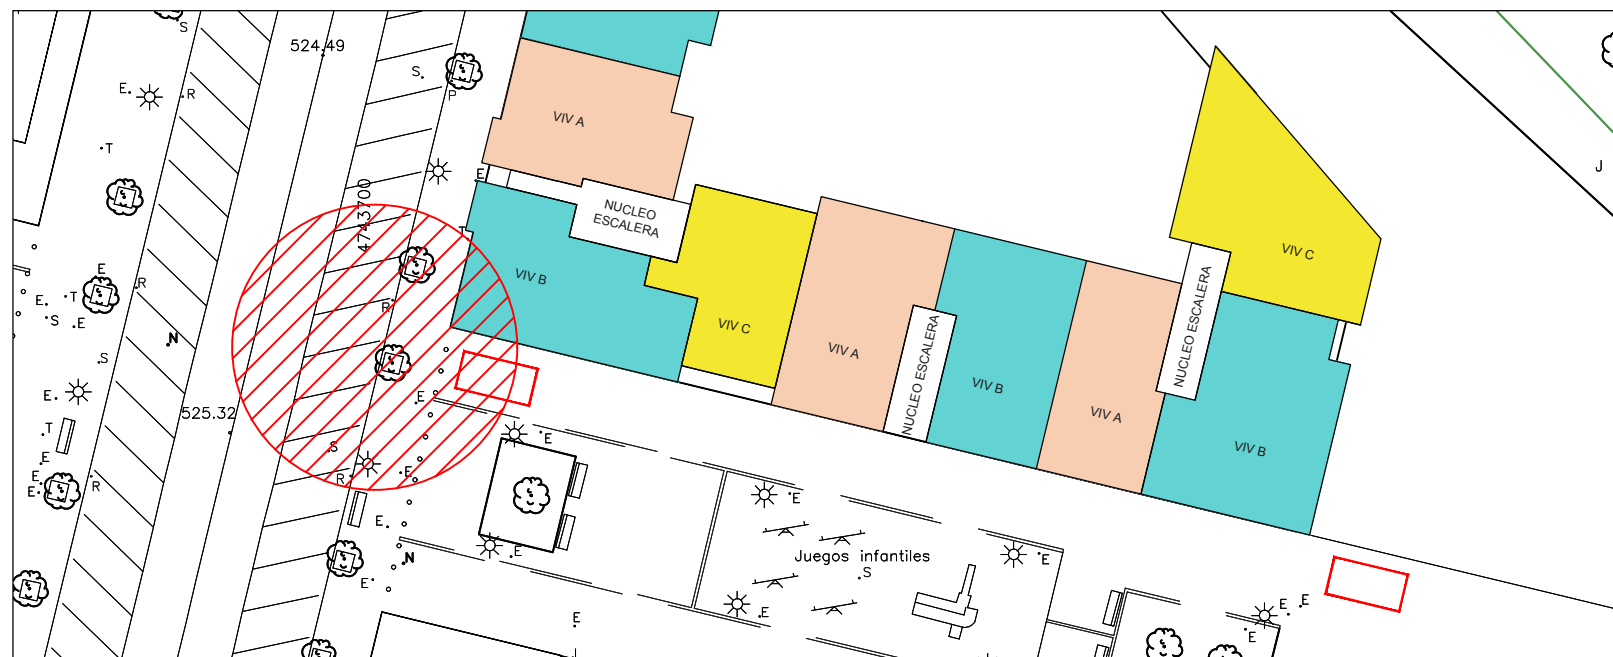 S
524.49
S
P
E
R
VIV A
T
E
4743700
NUCLEO
ESCALERA
T
VIV B
VIV C
E
R
E
T
S
E
N
R
S
E
525.32
T
E
E
E
R
S
R
E
E
E
VIV C
VIV A
NUCLEO ESCALERA
VIV B
VIV A
NUCLEO ESCALERA
VIV B
J
E
E
E
N
E
E
Juegos infantiles
S
E
E
E
E
E
E